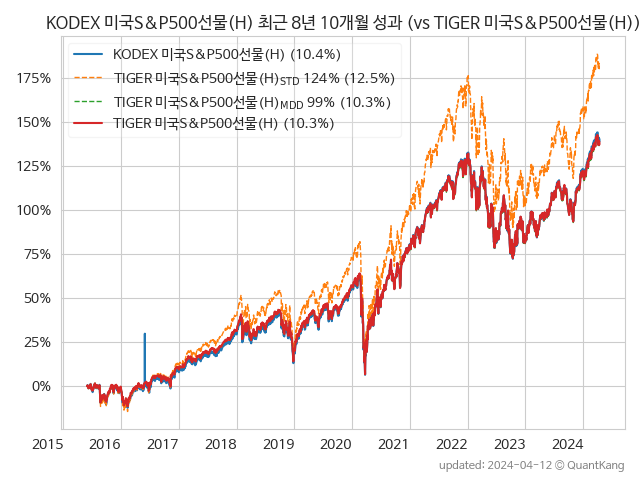 KODEX 미국S&P500선물(H) 최근 8년 10개월 성과 (vs TIGER 미국S&P500선물(H))
KODEX 미국S&P500선물(H) (10.4%)
TIGER 미국S&P500선물(H)STD 124% (12.5%)
TIGER 미국S&P500선물(H)MDD 99% (10.3%)
TIGER 미국S&P500선물(H) (10.3%)
175%
150%
125%
100%
75%
50%
25%
0%
2015 2016 2017 2018 2019 2020 2021 2022 2023 2024
updated: 2024-04-12 © QuantKang